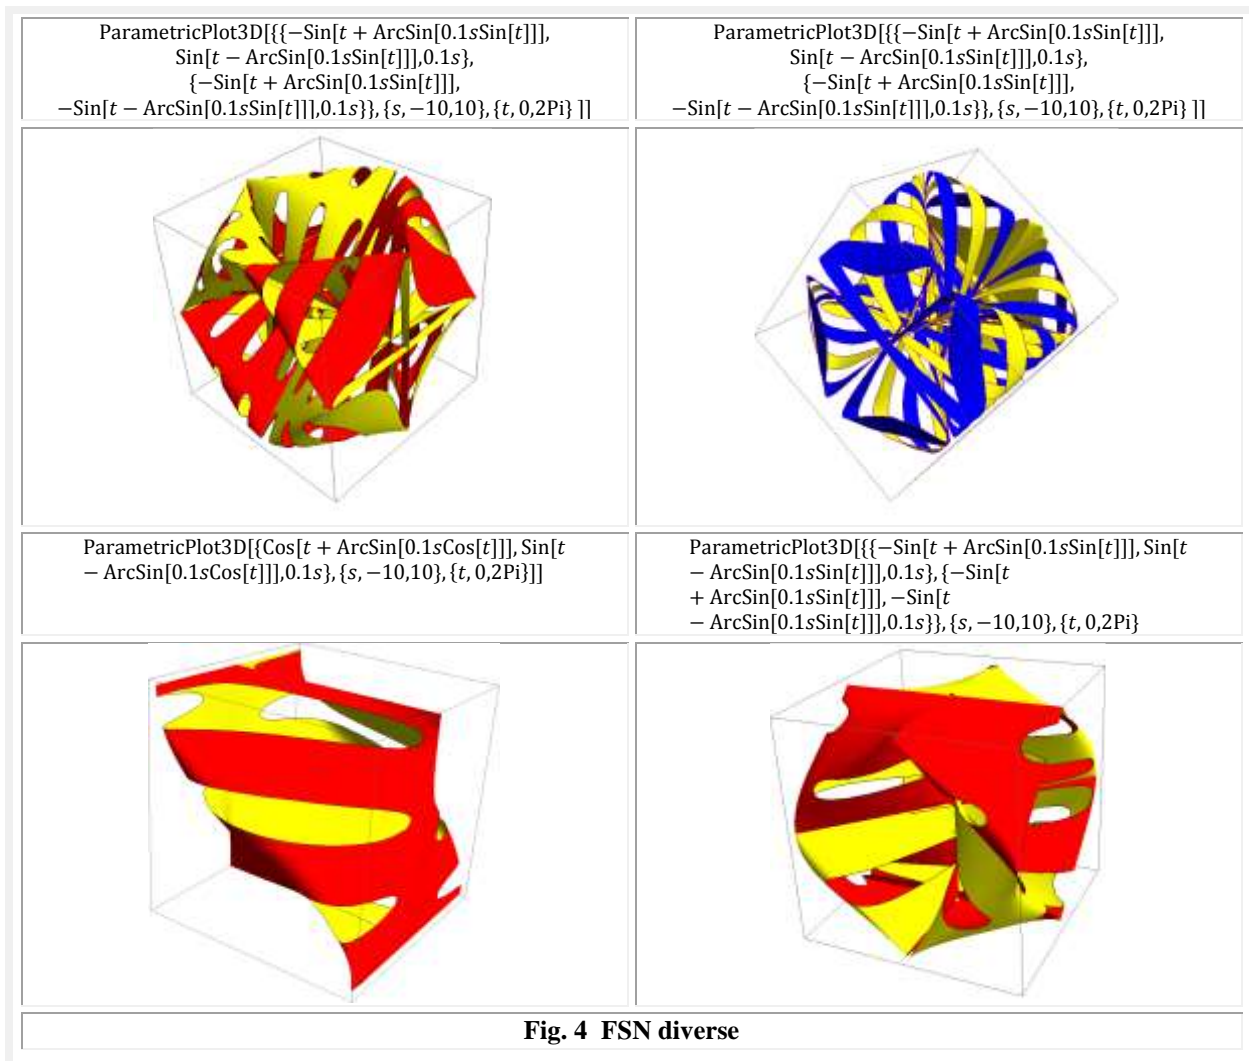 ParametricPlot3D[{{−Sin[t + ArcSin[0.1sSin[t]]],
Sin[t − ArcSin[0.1sSin[t]]],0.1s},
{−Sin[t + ArcSin[0.1sSin[t]]],
−Sin[t − ArcSin[0.1sSin[t]]],0.1s}},{s,−10,10},{t,0,2Pi} ]]
ParametricPlot3D[{{−Sin[t + ArcSin[0.1sSin[t]]],
Sin[t − ArcSin[0.1sSin[t]]],0.1s},
{−Sin[t + ArcSin[0.1sSin[t]]],
−Sin[t − ArcSin[0.1sSin[t]]],0.1s}},{s,−10,10},{t,0,2Pi} ]]
ParametricPlot3D[{Cos[t + ArcSin[0.1sCos[t]]],Sin[t
− ArcSin[0.1sCos[t]]],0.1s},{s,−10,10},{t,0,2Pi}]]
ParametricPlot3D[{{−Sin[t + ArcSin[0.1sSin[t]]],Sin[t
− ArcSin[0.1sSin[t]]],0.1s},{−Sin[t
+ ArcSin[0.1sSin[t]]],−Sin[t
− ArcSin[0.1sSin[t]]],0.1s}},{s,−10,10},{t,0,2Pi}
Fig. 4 FSN diverse